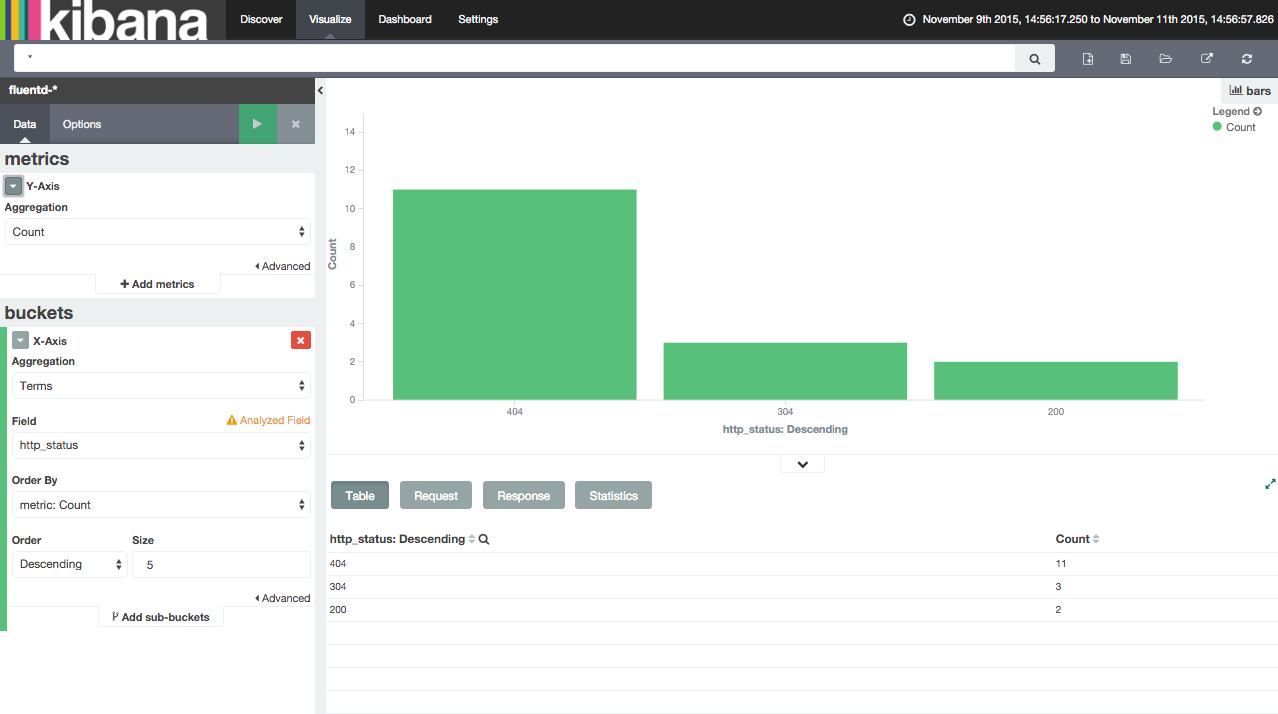 kibana Discover Visualize Dashboard Settings November 9th 2015, 14:56:17.250 to November 11th 2015, 14:56:57.826
*
fluentd-*
Data Options
metrics
Y-Axis
Aggregation
Count
Advanced
Add metrics
buckets
X-Axis
Aggregation
Terms
Field Analyzed Field
http_status
Order By
metric: Count
Order Size
Descending 5
Advanced
Add sub-buckets
bars
Legend
Count
14
12
10
8
6
4
2
0
Count
404 304 200
http_status: Descending
Table Request Response Statistics
http_status: Descending Count
404 11
304 3
200 2